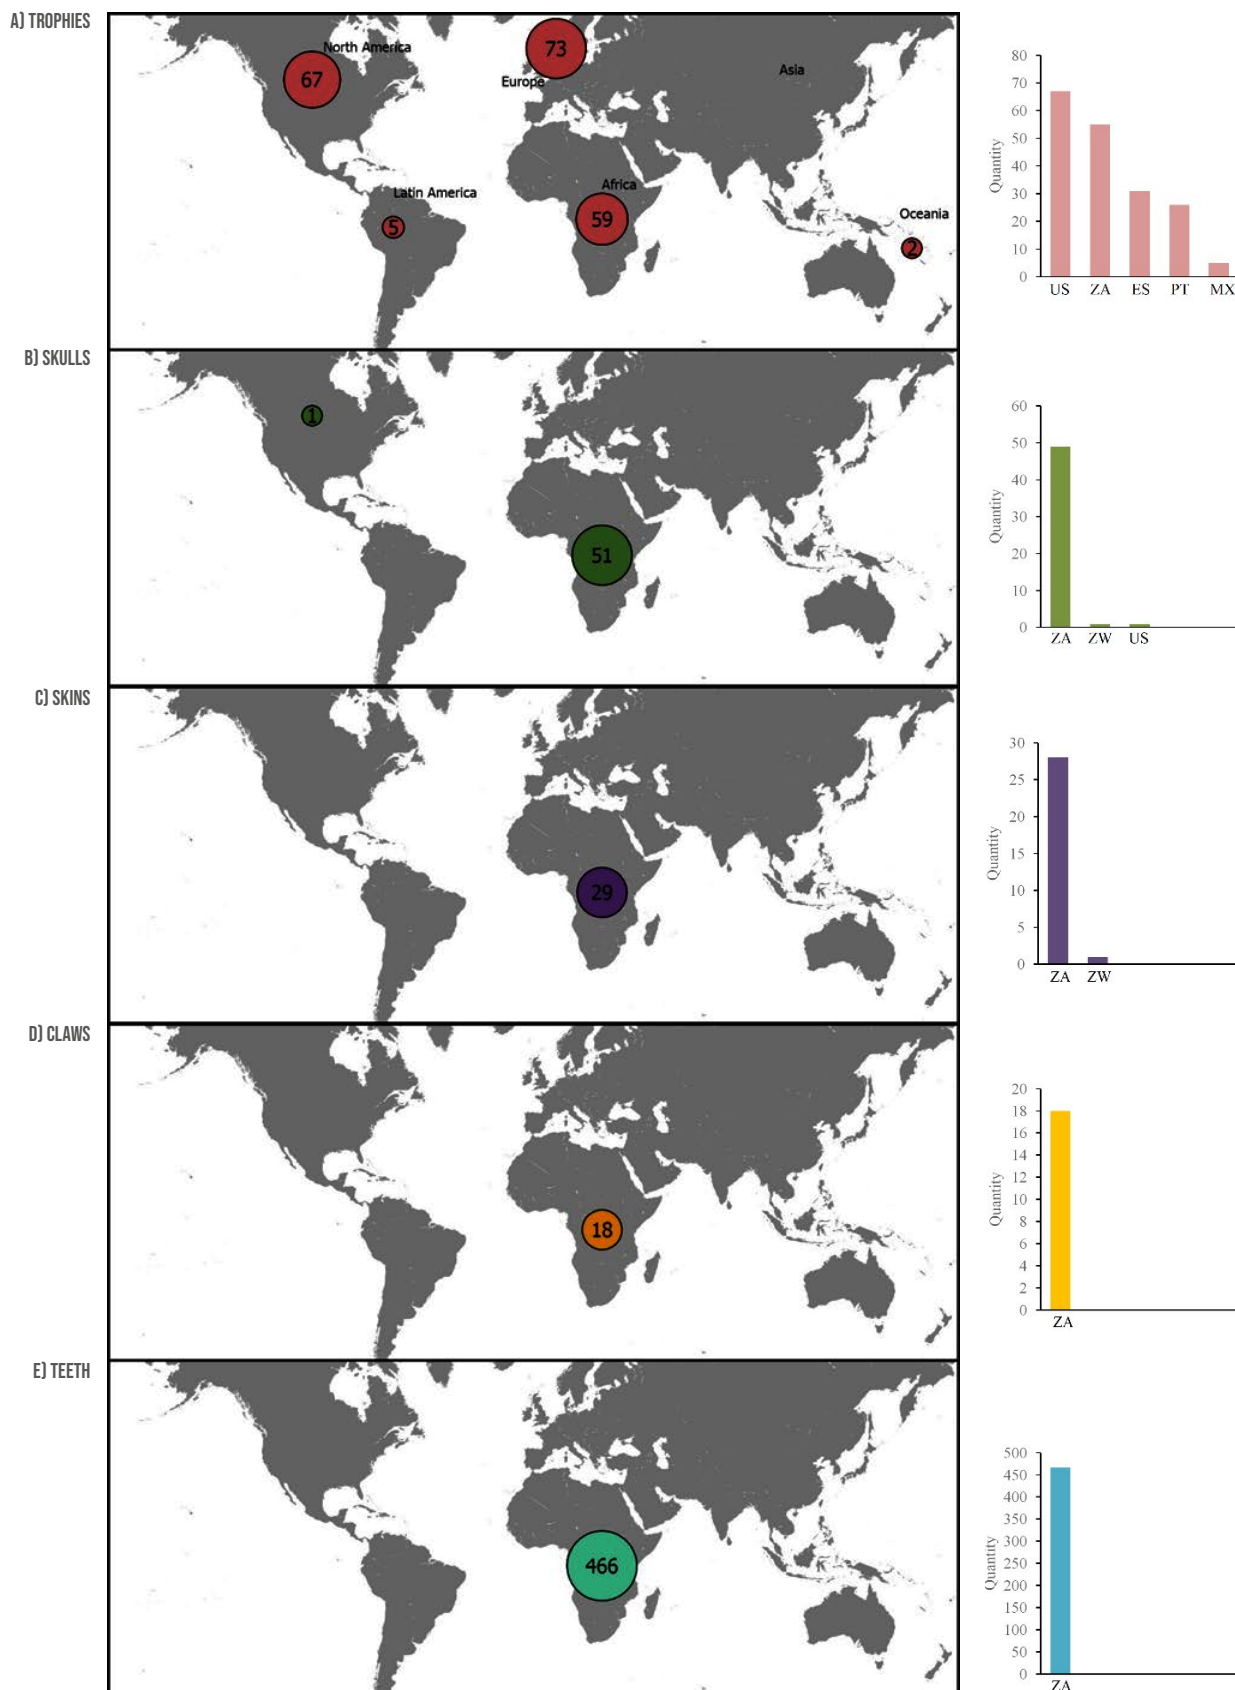 A) TROPHIES
North America
67
73
Europe
Asia
Latin America
5
Africa
59
Oceania
2
80
70
60
50
40
30
20
10
0
Quantity
US ZA ES PT MX
B) SKULLS
1
51
60
50
40
30
20
10
0
Quantity
ZA ZW US
C) SKINS
29
30
25
20
15
10
5
0
Quantity
ZA ZW
D) CLAWS
18
20
18
16
14
12
10
8
6
4
2
0
Quantity
ZA
E) TEETH
466
500
450
400
350
300
250
200
150
100
50
0
Quantity
ZA